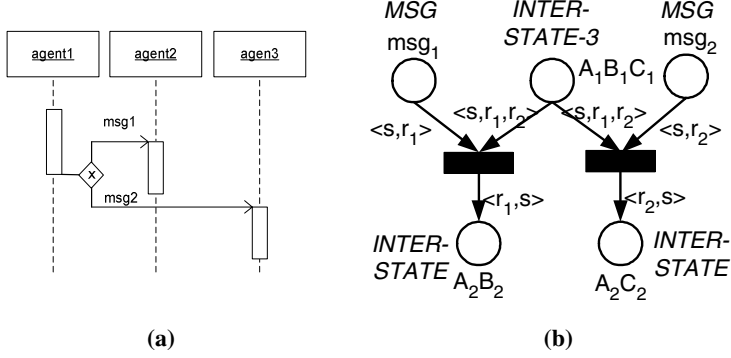 agent1 agent2 agen3
msg1
x
msg2
(a)
MSG INTER- MSG
STATE-3
msg1 msg2
A1B1C1
<s,r1> <s,r1,r2> <s,r1,r2> <s,r2>
<r1,s> <r2,s>
INTER- INTER-
STATE STATE
A2B2 A2C2
(b)